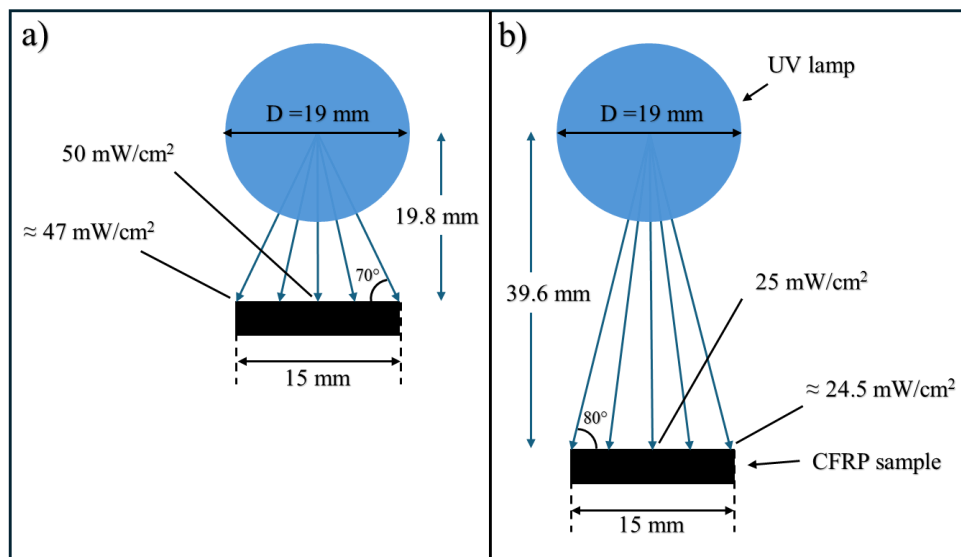 a)
D =19 mm
50 mW/cm²
≈ 47 mW/cm²
19.8 mm
70°
15 mm
b)
UV lamp
D =19 mm
39.6 mm
25 mW/cm²
80°
≈ 24.5 mW/cm²
CFRP sample
15 mm